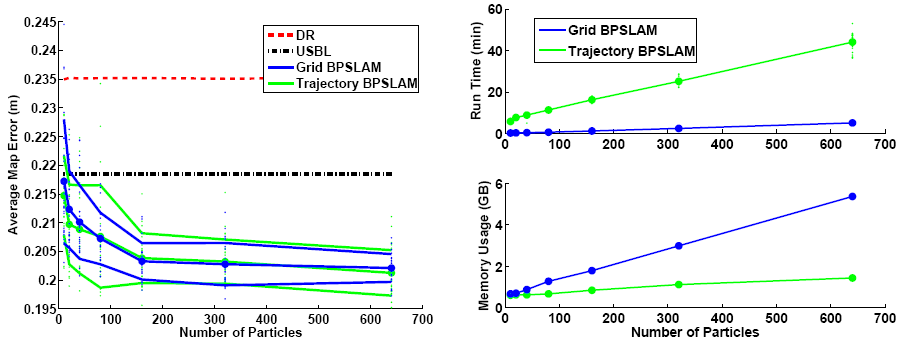 0.245
0.24
0.235
0.23
0.225
0.22
0.215
0.21
0.205
0.2
0.195
Average Map Error (m)
DR
USBL
Grid BPSLAM
Trajectory BPSLAM
0 100 200 300 400 500 600 700
Number of Particles
60
40
20
0
Run Time (min)
Grid BPSLAM
Trajectory BPSLAM
0 100 200 300 400 500 600 700
6
4
2
0
Memory Usage (GB)
0 100 200 300 400 500 600 700
Number of Particles